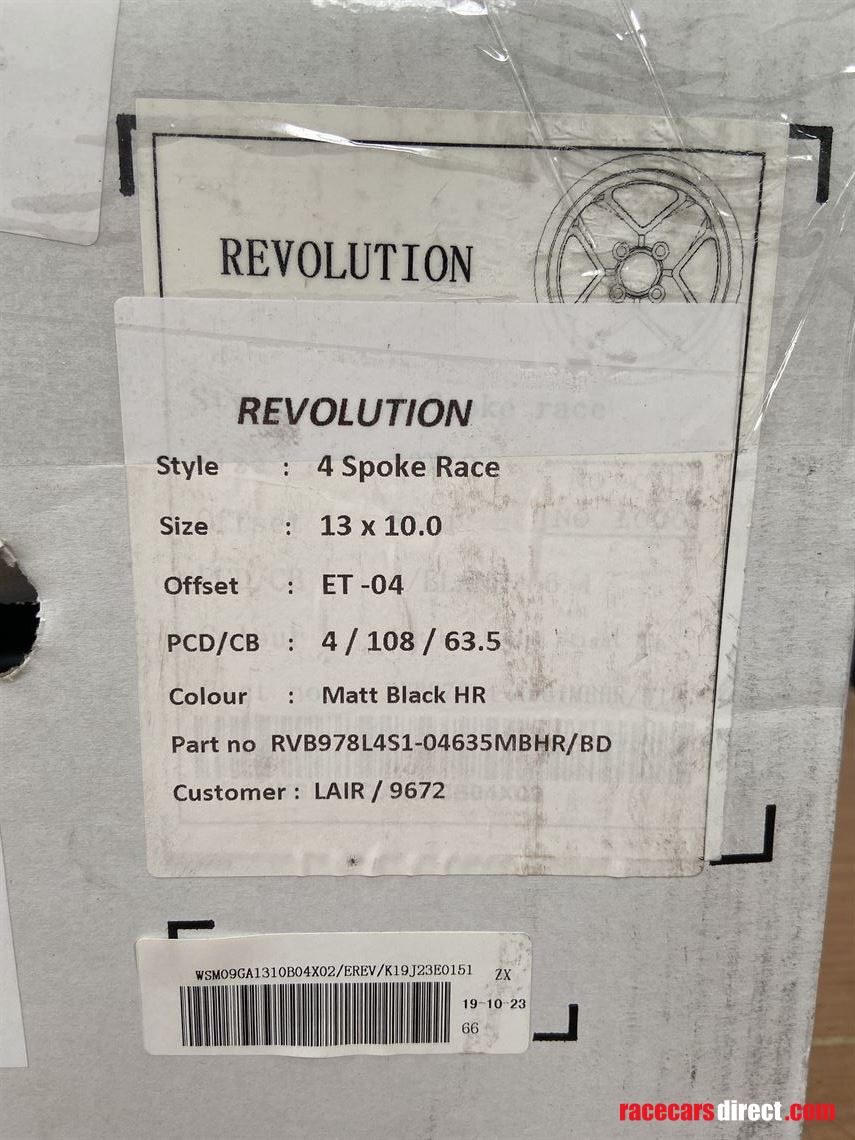 REVOLUTION
REVOLUTION
Style : 4 Spoke Race
Size : 13 x 10.0
Offset : ET -04
PCD/CB : 4 / 108 / 63.5
Colour : Matt Black HR
Part no RVB978L4S1-04635MBHR/BD
Customer : LAIR / 9672
WSM09GA1310B04X02/EREV/K19J23E0151 ZX
19-10-23
66
racecarsdirect.com